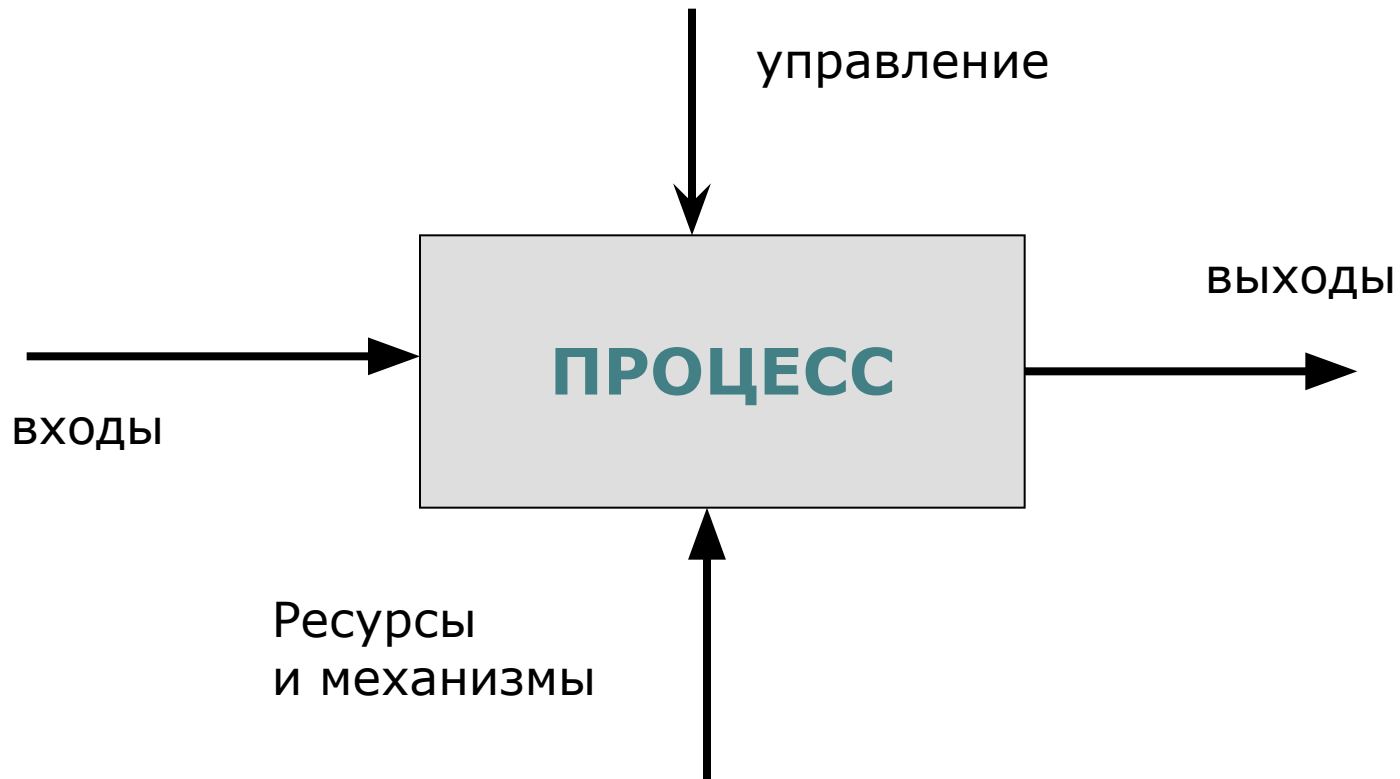 управление
выходы
ПРОЦЕСС
входы
Ресурсы
и механизмы